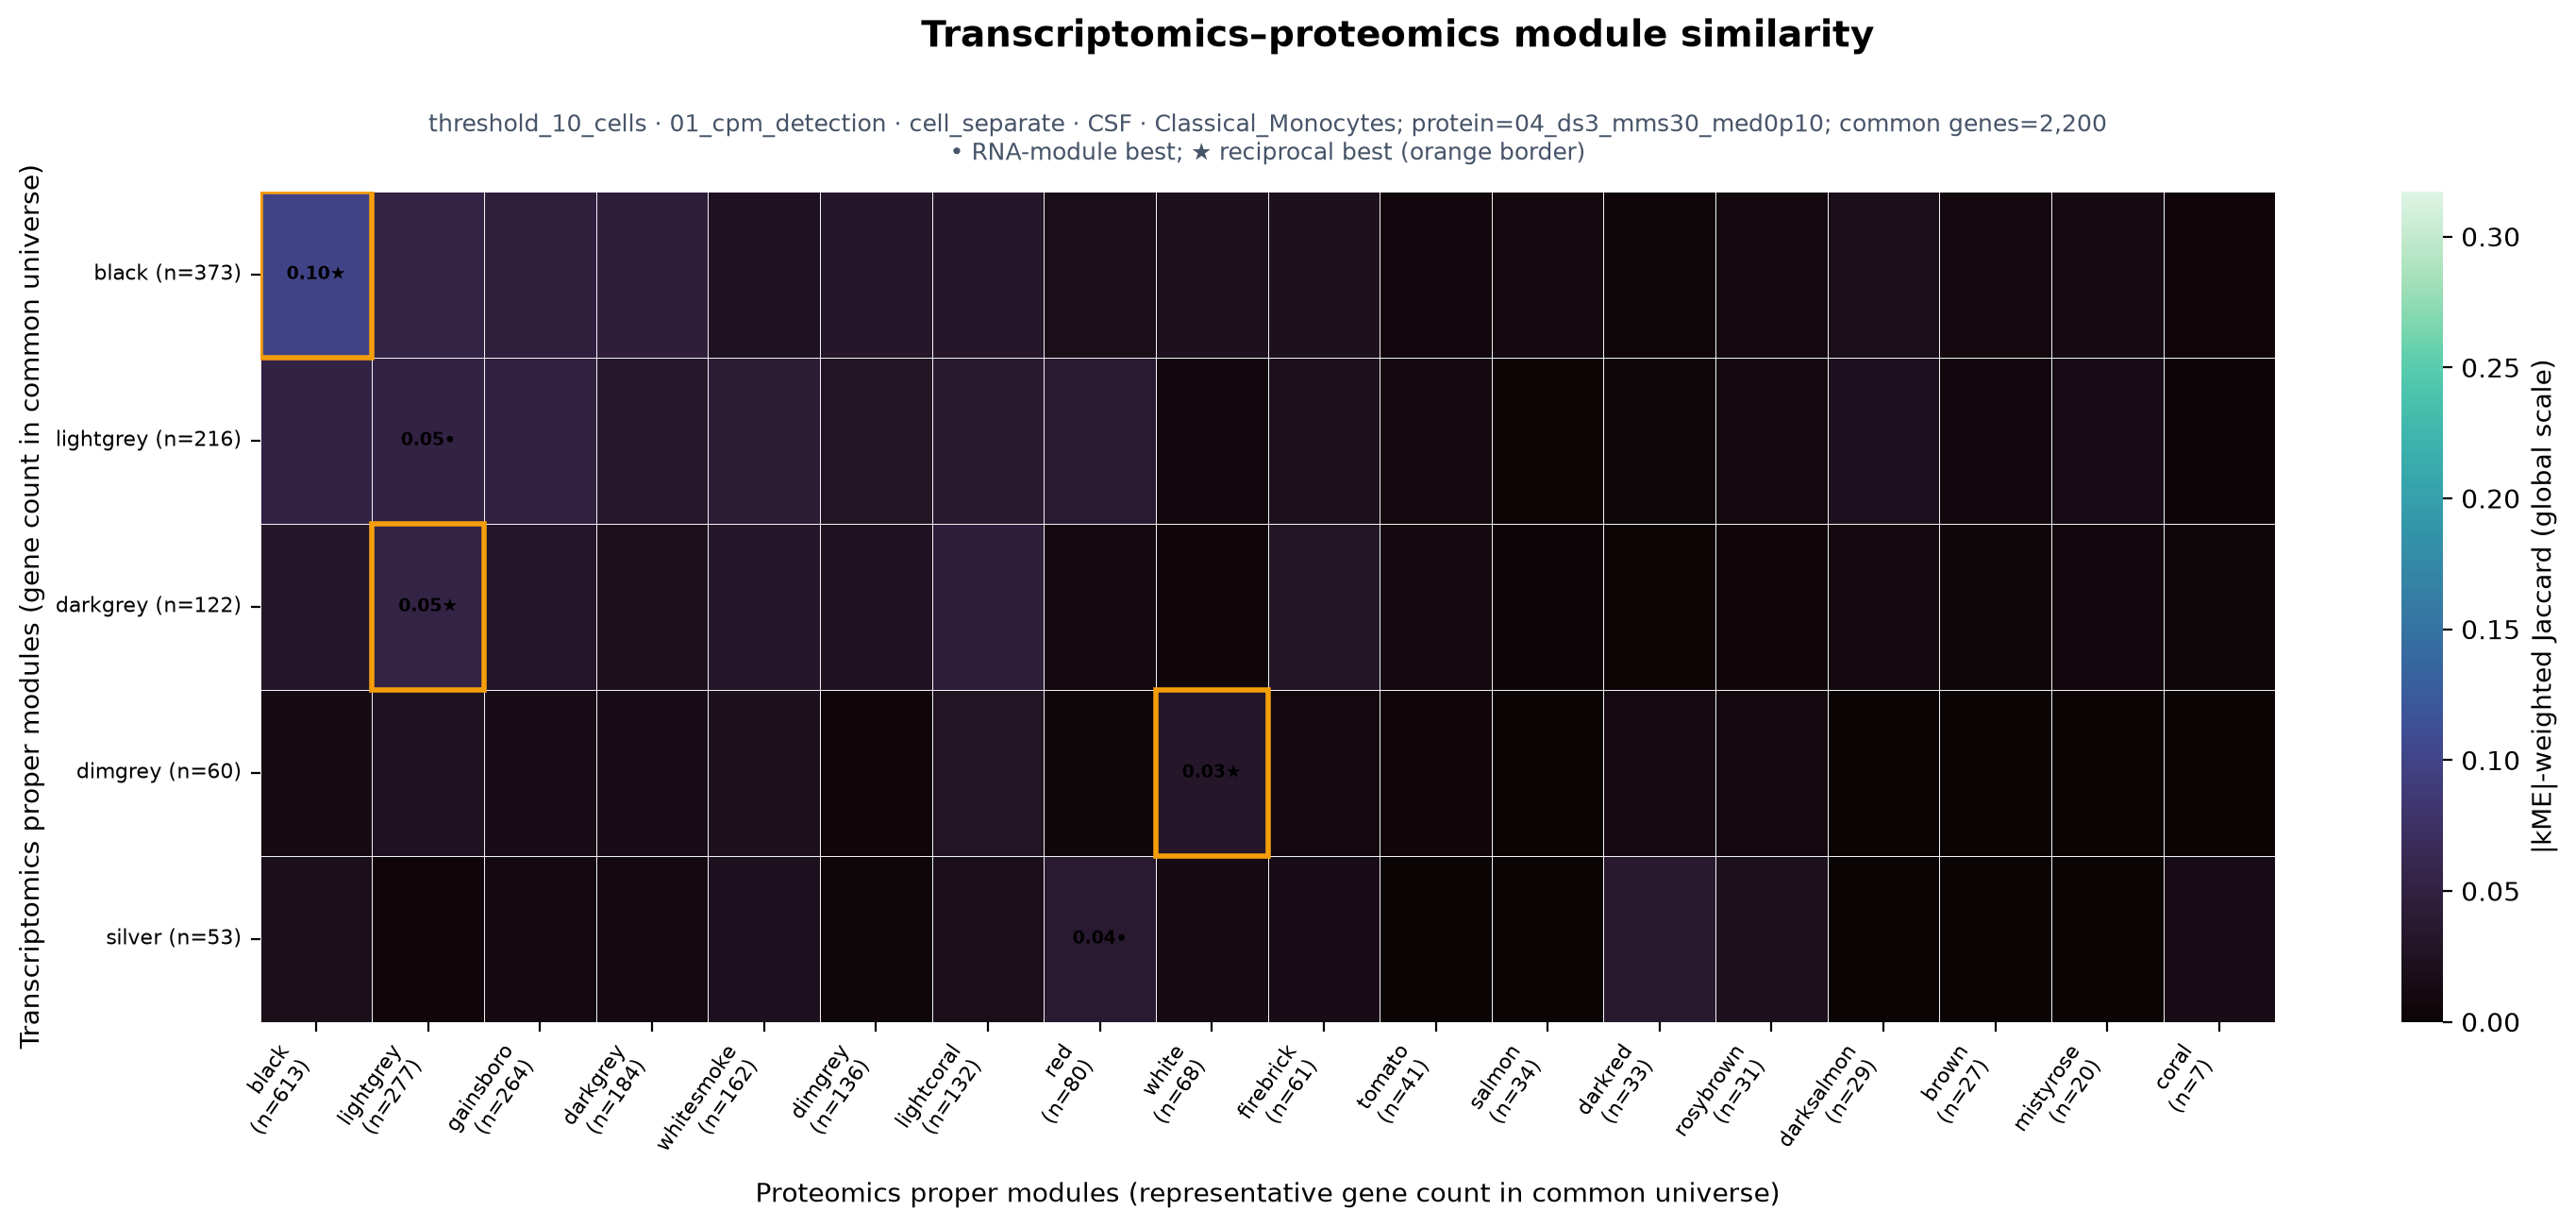 Transcriptomics–proteomics module similarity
threshold_10_cells · 01_cpm_detection · cell_separate · CSF · Classical_Monocytes; protein=04_ds3_mms30_med0p10; common genes=2,200
• RNA-module best; ★ reciprocal best (orange border)
Transcriptomics proper modules (gene count in common universe)
black (n=373)
lightgrey (n=216)
darkgrey (n=122)
dimgrey (n=60)
silver (n=53)
0.10★
0.05•
0.05★
0.03★
0.04•
black
(n=613)
lightgrey
(n=277)
gainsboro
(n=264)
darkgrey
(n=184)
whitesmoke
(n=162)
dimgrey
(n=136)
lightcoral
(n=132)
red
(n=80)
white
(n=68)
firebrick
(n=61)
tomato
(n=41)
salmon
(n=34)
darkred
(n=33)
rosybrown
(n=31)
darksalmon
(n=29)
brown
(n=27)
mistyrose
(n=20)
coral
(n=7)
Proteomics proper modules (representative gene count in common universe)
0.30
0.25
0.20
0.15
0.10
0.05
0.00
|kME|-weighted Jaccard (global scale)